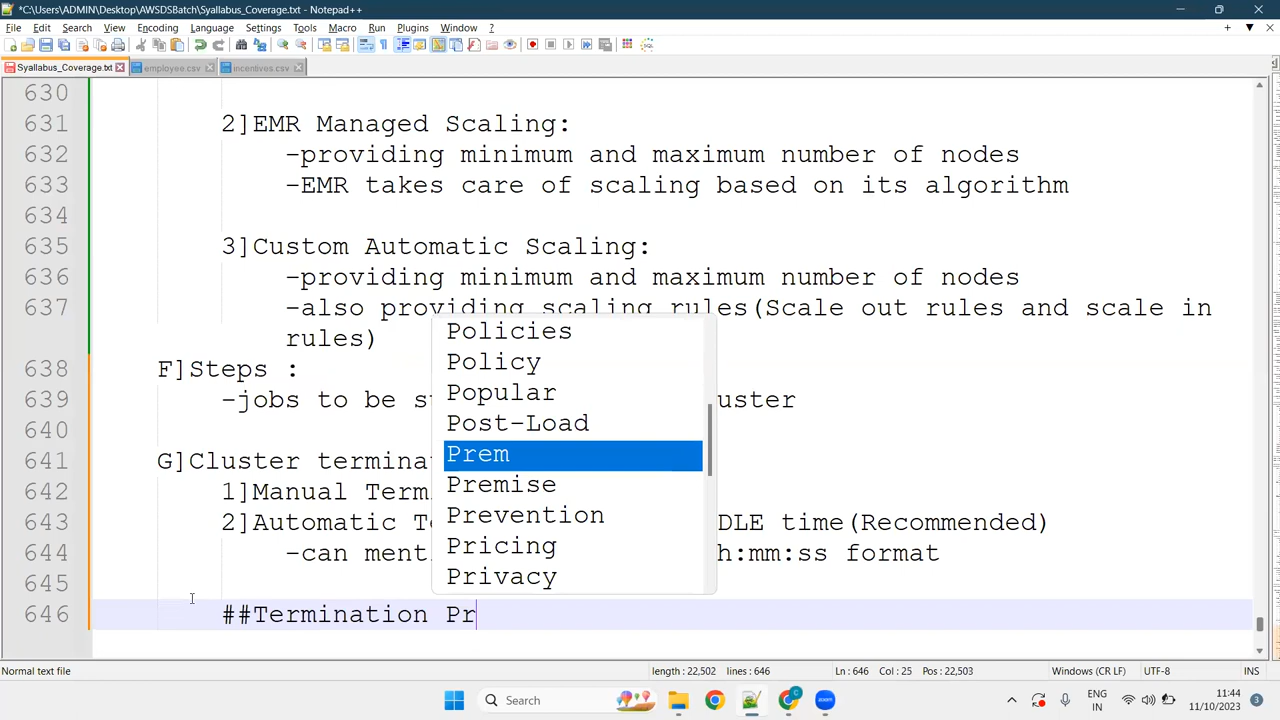 *C:\Users\ADMIN\Desktop\AWSDSBatch\Syallabus_Coverage.txt - Notepad++
File Edit Search View Encoding Language Settings Tools Macro Run Plugins Window ?
Syallabus_Coverage.txt employee.csv incentives.csv
630
631 2]EMR Managed Scaling:
632 -providing minimum and maximum number of nodes
633 -EMR takes care of scaling based on its algorithm
634
635 3]Custom Automatic Scaling:
636 -providing minimum and maximum number of nodes
637 -also providing scaling rules(Scale out rules and scale in
rules)
638 F]Steps :
639 -jobs to be
640
641 G]Cluster
642 1]Manual
643 2]Automatic DLE time(Recommended)
644 -can h:mm:ss format
645
646 ##Termination Pr
Policies
Policy
Popular
Post-Load
Prem
Premise
Prevention
Pricing
Privacy
Normal text file length : 22,502 lines : 646 Ln : 646 Col : 25 Pos : 22,503 Windows (CR LF) UTF-8 INS
Search ENG IN 11:44 11/10/2023